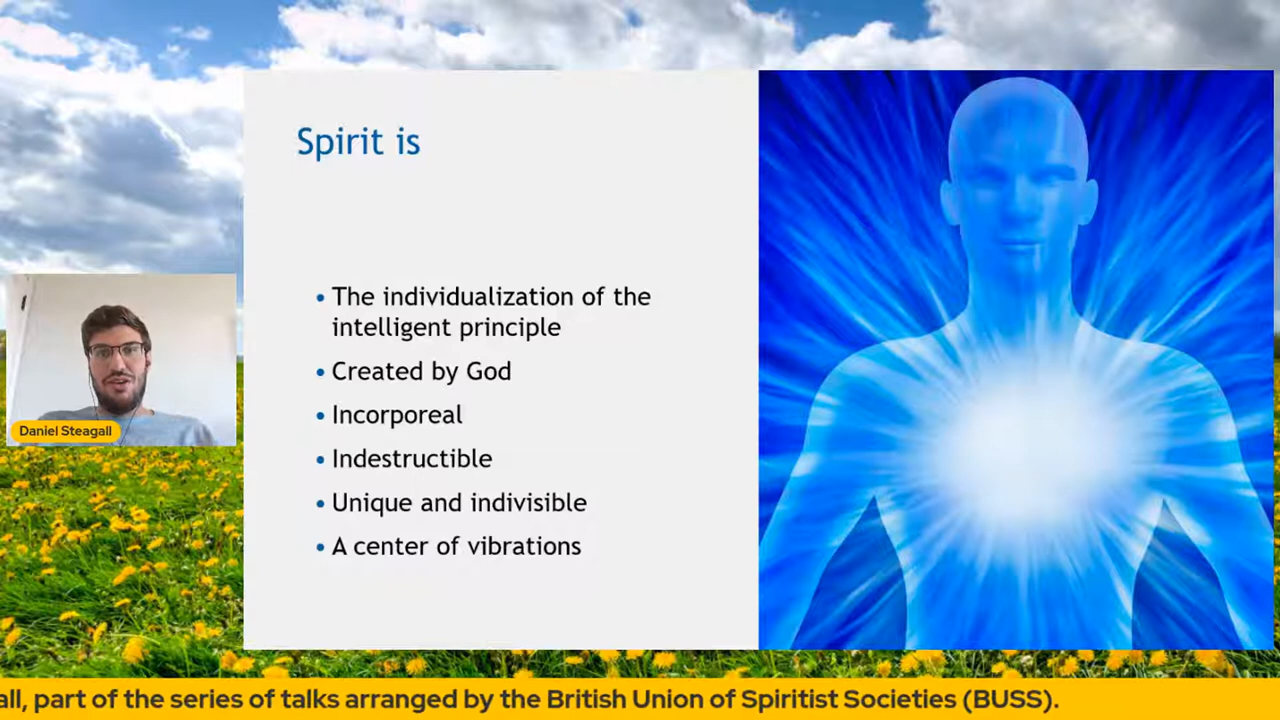 Spirit is
• The individualization of the
intelligent principle
• Created by God
• Incorporeal
• Indestructible
• Unique and indivisible
• A center of vibrations
Daniel Steagall
all, part of the series of talks arranged by the British Union of Spiritist Societies (BUSS).